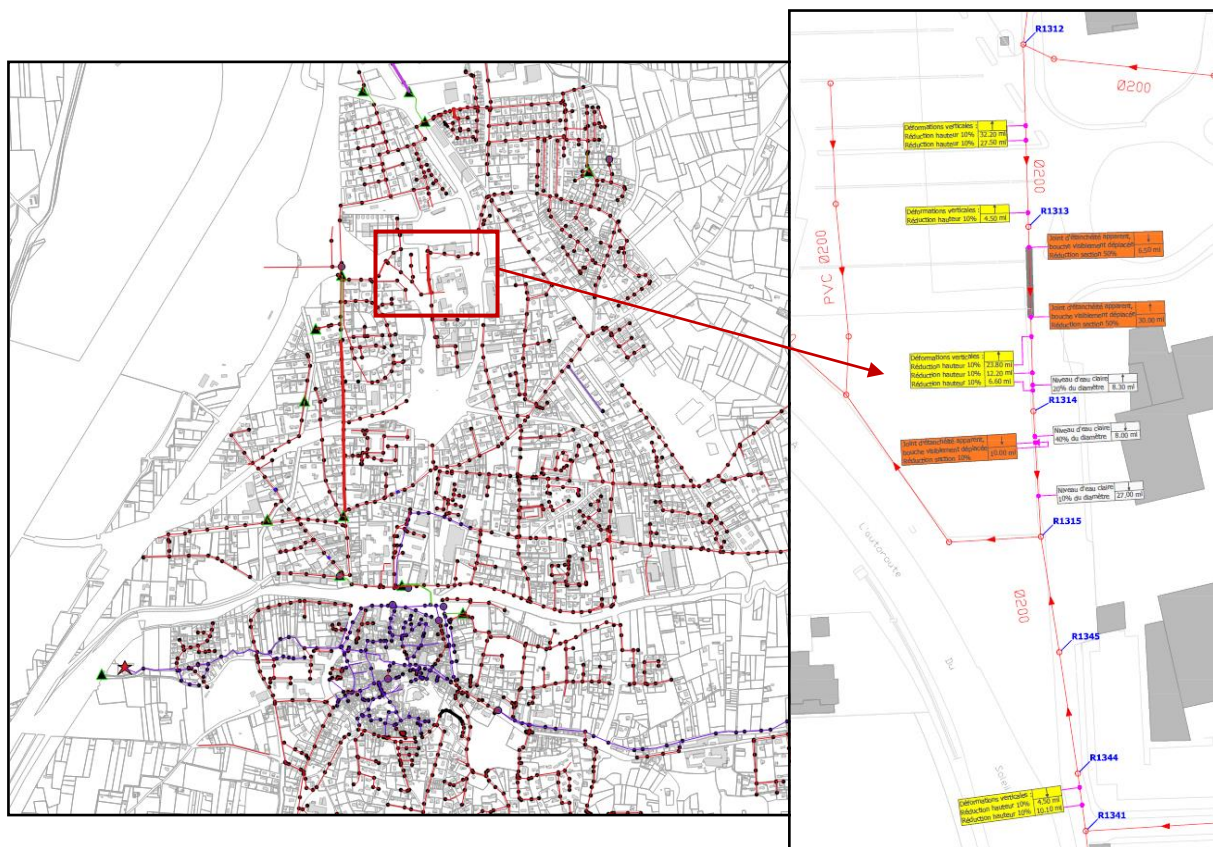 R1312
Ø200
Déformations verticales :
Réduction hauteur 10% 32.20 ml
Réduction hauteur 10% 27.50 ml
Ø200
PVC Ø200
Déformations verticales :
Réduction hauteur 10% 4.50 ml
R1313
Joint d'étanchéité apparent,
bouche visiblement déplacée
Réduction section 50%
6.50 ml
Joint d'étanchéité apparent,
bouche visiblement déplacée
Réduction section 50%
30.00 ml
Déformations verticales :
Réduction hauteur 10% 23.80 ml
Réduction hauteur 10% 12.20 ml
Réduction hauteur 10% 6.60 ml
Niveau d'eau claire
20% du diamètre 8.30 ml
R1314
Niveau d'eau claire
40% du diamètre 8.00 ml
Joint d'étanchéité apparent,
bouche visiblement déplacée
Réduction section 10%
10.00 ml
Niveau d'eau claire
10% du diamètre 27.00 ml
R1315
L'autoroute
Ø200
R1345
Du
Soleil
R1344
Déformations verticales :
Réduction hauteur 10% 4.50 ml
Réduction hauteur 10% 10.10 ml
R1341